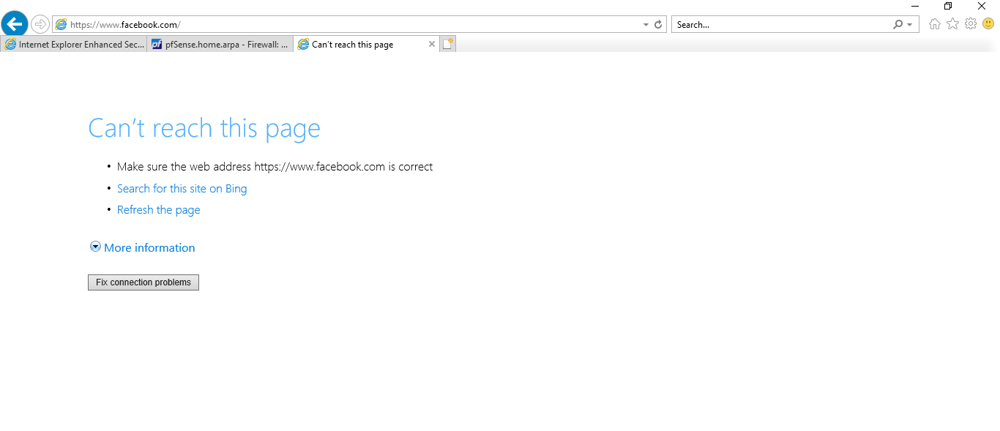 https://www.facebook.com/
Search...
Internet Explorer Enhanced Sec...
pfSense.home.arpa - Firewall: ...
Can't reach this page
Can't reach this page
• Make sure the web address https://www.facebook.com is correct
• Search for this site on Bing
• Refresh the page
More information
Fix connection problems